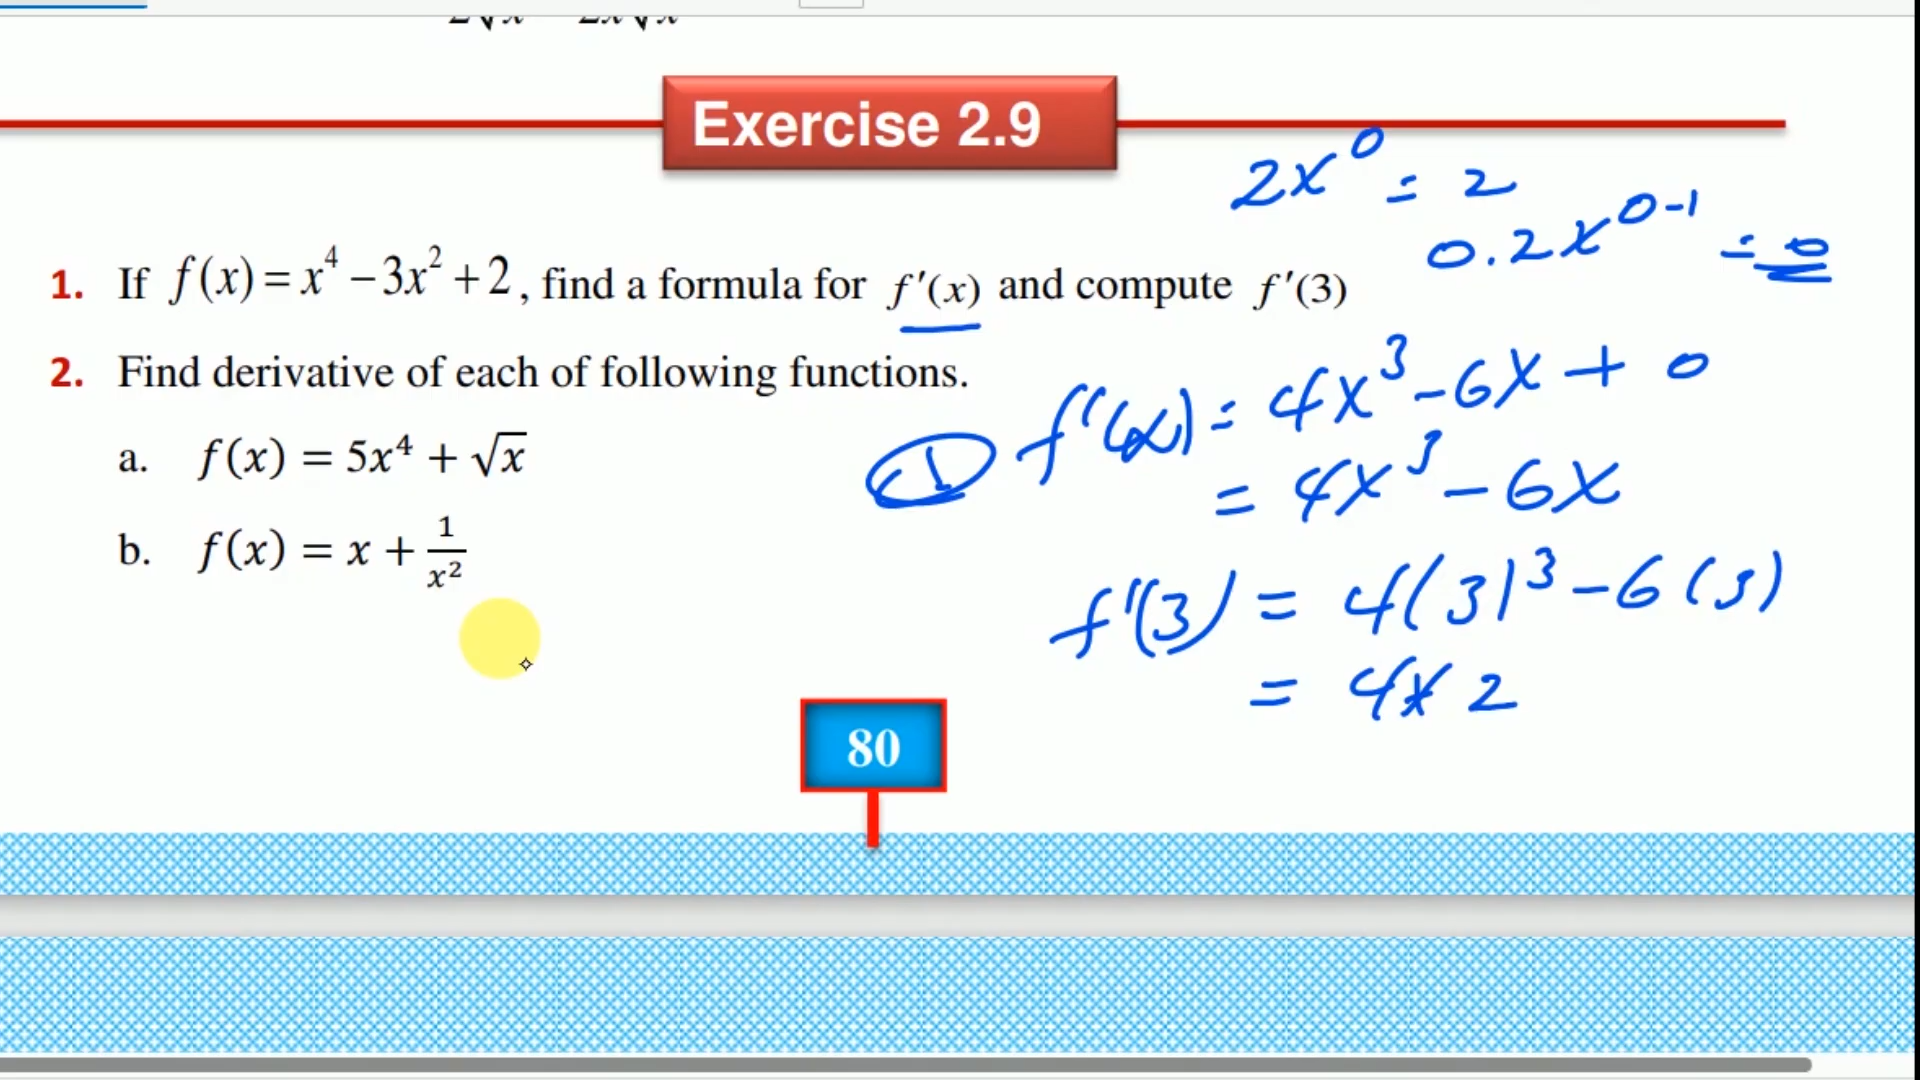 Exercise 2.9
2x⁰ = 2
0.2x⁰⁻¹ = 0
1. If f(x) = x⁴ − 3x² + 2, find a formula for f′(x) and compute f′(3)
2. Find derivative of each of following functions.
a. f(x) = 5x⁴ + √x
b. f(x) = x + 1/x²
① f'(x) = 4x³ - 6x + 0
= 4x³ - 6x
f'(3) = 4(3)³ - 6(3)
= 4x 2
80